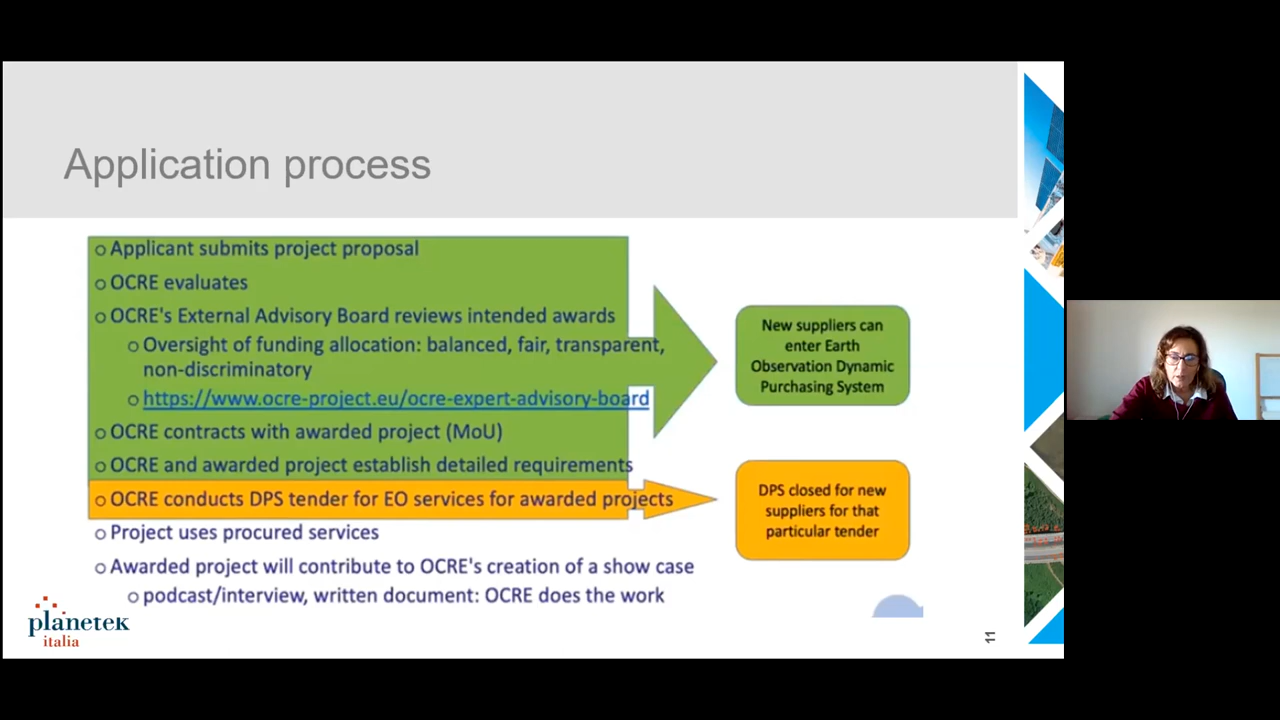 Application process
o Applicant submits project proposal
o OCRE evaluates
o OCRE's External Advisory Board reviews intended awards
o Oversight of funding allocation: balanced, fair, transparent,
non-discriminatory
o https://www.ocre-project.eu/ocre-expert-advisory-board
o OCRE contracts with awarded project (MoU)
o OCRE and awarded project establish detailed requirements
o OCRE conducts DPS tender for EO services for awarded projects
o Project uses procured services
o Awarded project will contribute to OCRE's creation of a show case
o podcast/interview, written document: OCRE does the work
New suppliers can
enter Earth
Observation Dynamic
Purchasing System
DPS closed for new
suppliers for that
particular tender
planetek
italia
11